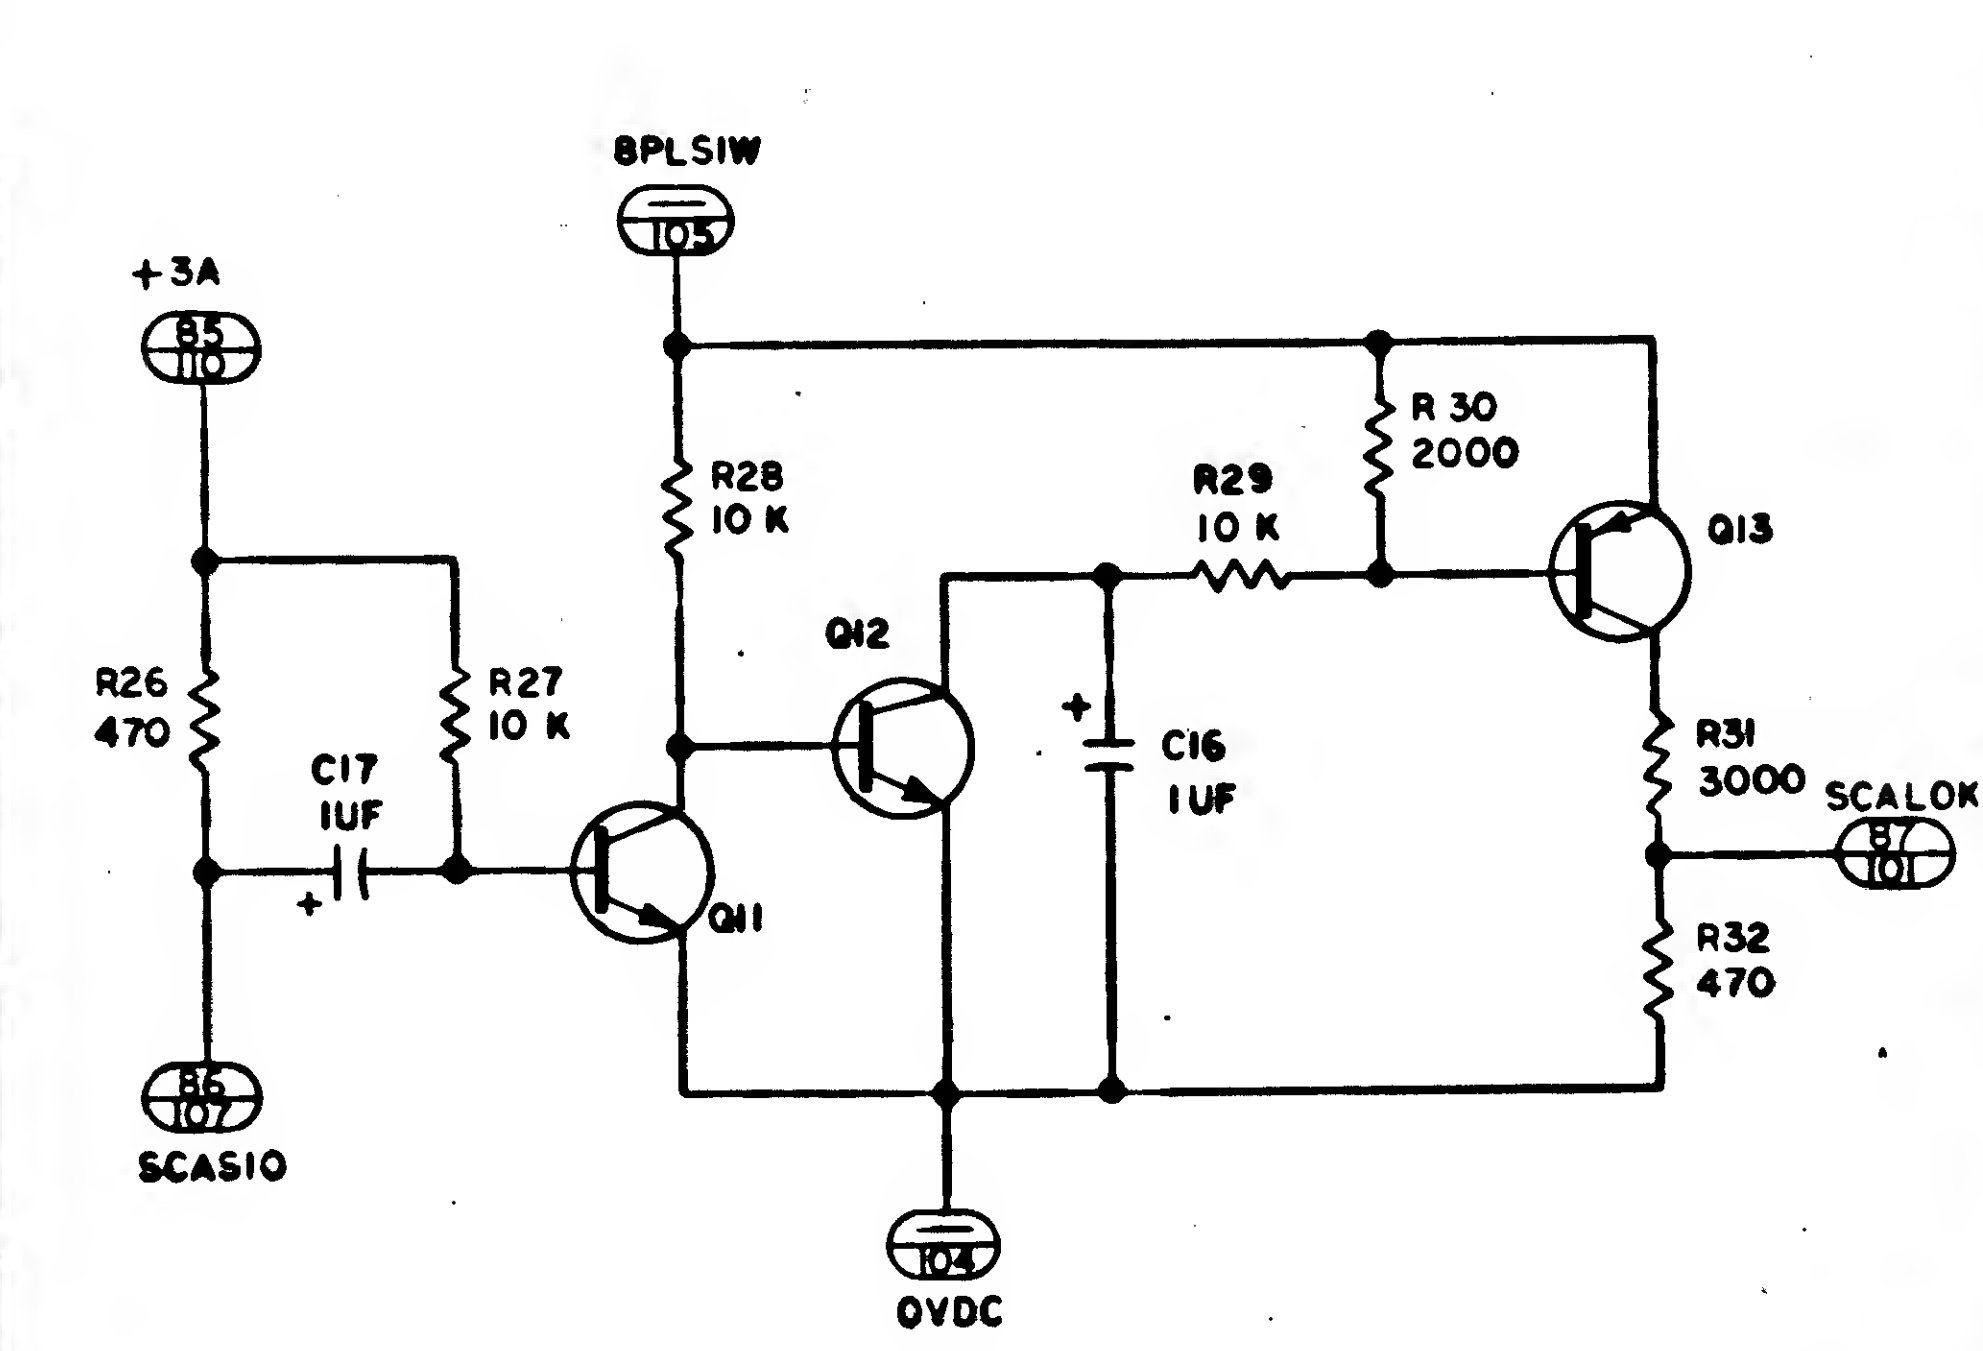 8PLSIW
—
105
+3A
85
110
R28
10 K
R 30
2000
R29
10 K
Q13
R26
470
R27
10 K
Q12
C17
1UF
+
Q11
+
C16
1 UF
R31
3000
SCALOK
87
101
R32
470
86
107
SCASIO
—
104
0VDC